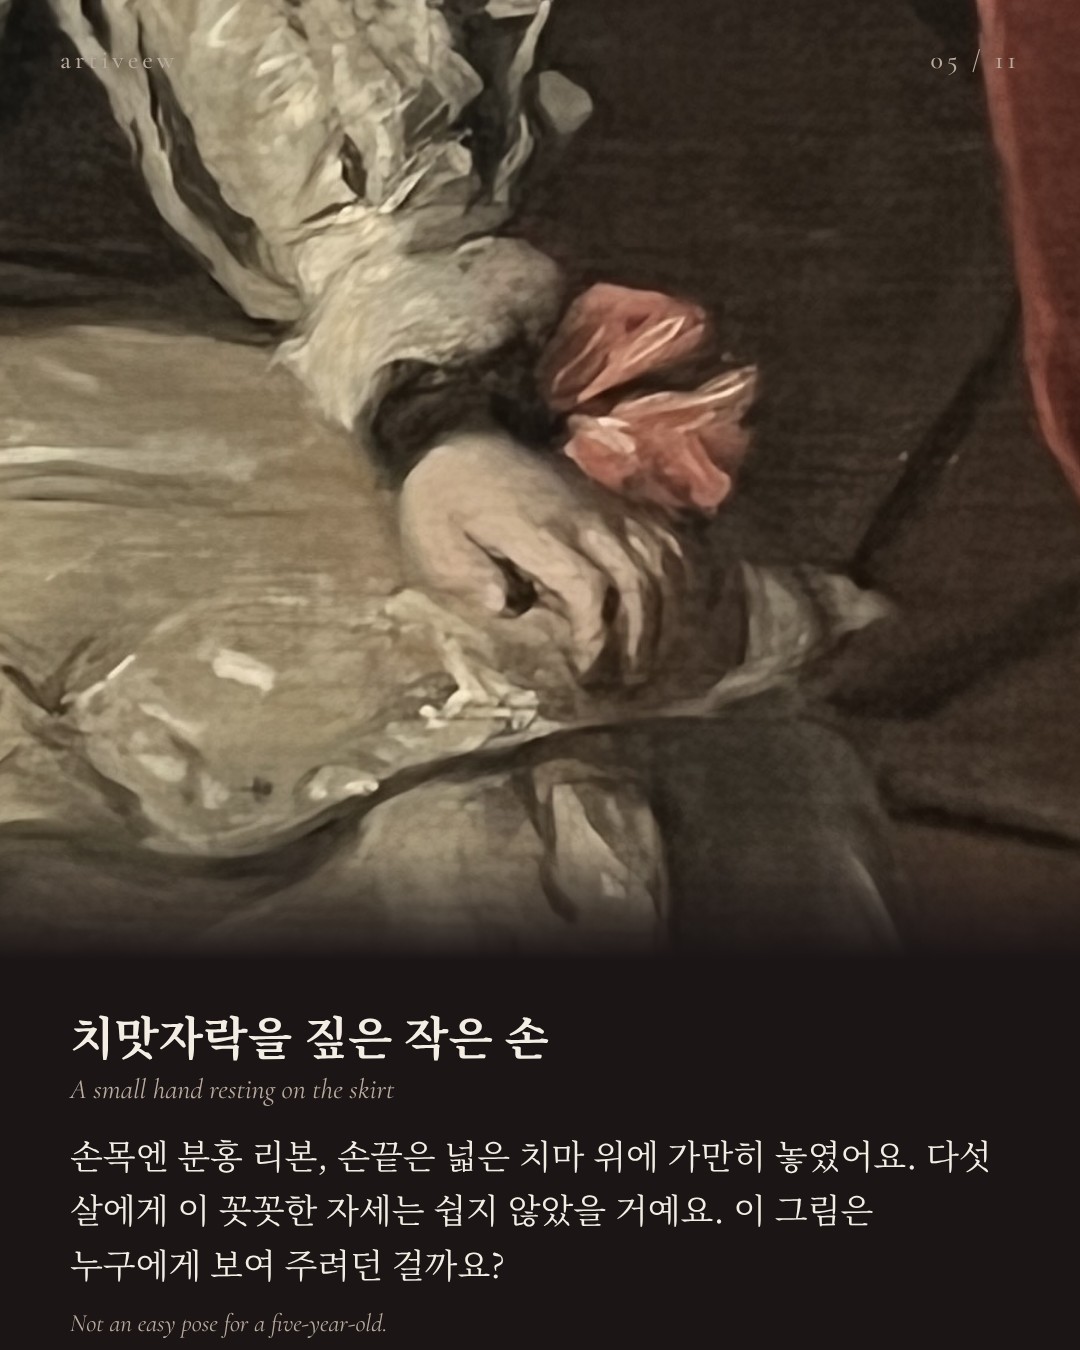 artiveew
05 / 11
치맛자락을 짚은 작은 손
A small hand resting on the skirt
손목엔 분홍 리본, 손끝은 넓은 치마 위에 가만히 놓였어요. 다섯
살에게 이 꼿꼿한 자세는 쉽지 않았을 거예요. 이 그림은
누구에게 보여 주려던 걸까요?
Not an easy pose for a five-year-old.